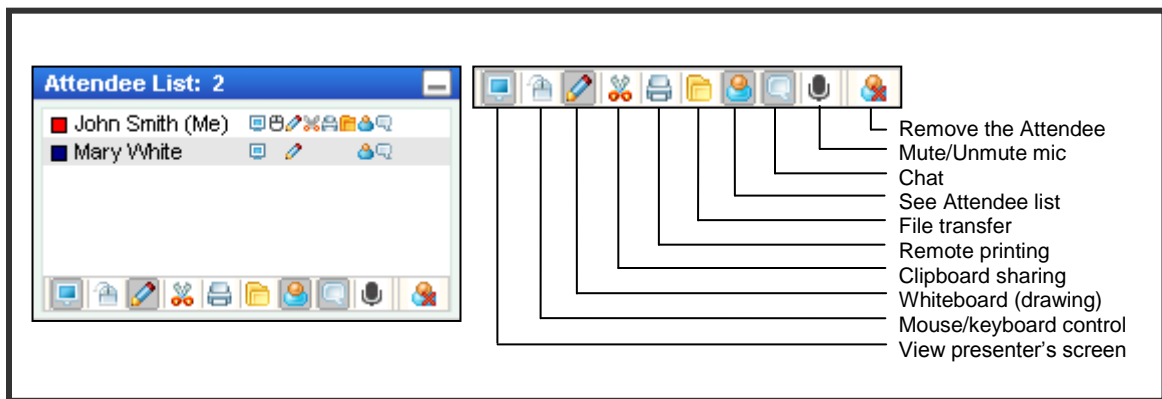 Attendee List: 2
John Smith (Me)
Mary White
Remove the Attendee
Mute/Unmute mic
Chat
See Attendee list
File transfer
Remote printing
Clipboard sharing
Whiteboard (drawing)
Mouse/keyboard control
View presenter’s screen